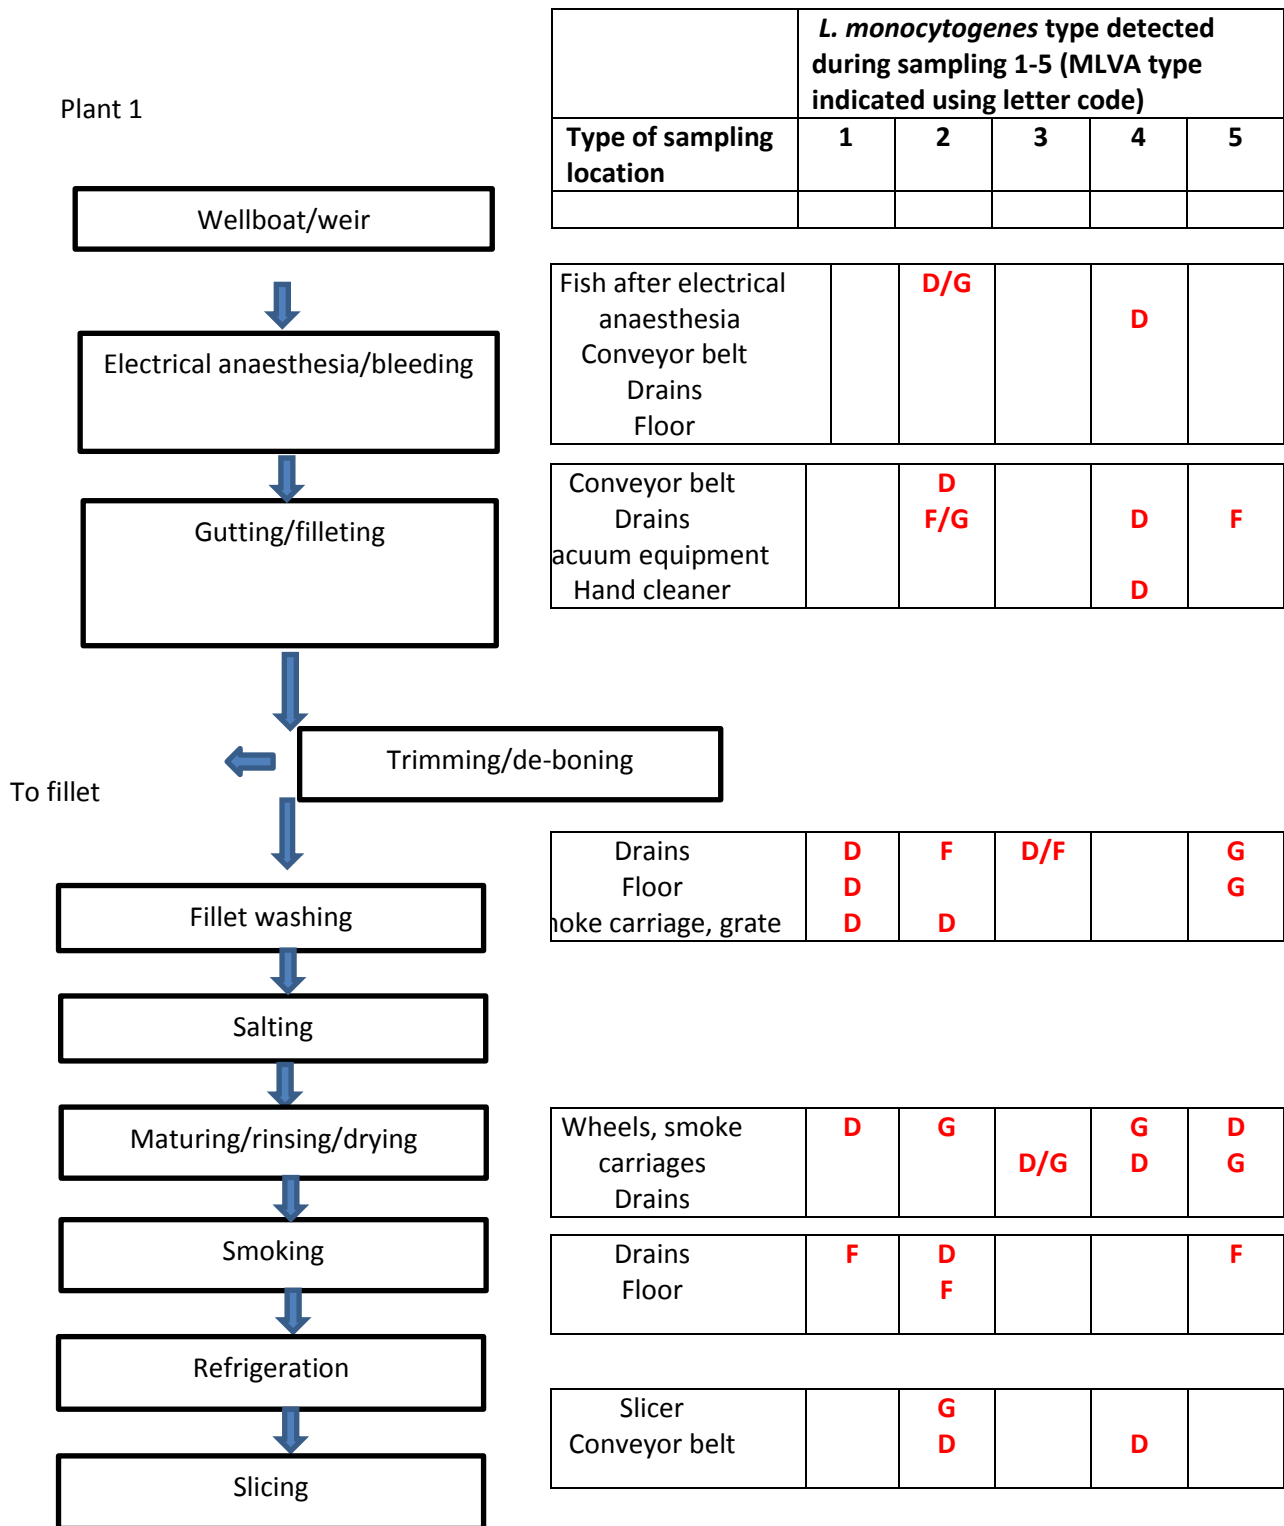 Plant 1
L. monocytogenes type detected
during sampling 1-5 (MLVA type
indicated using letter code)
Type of sampling
location
1 2 3 4 5
Wellboat/weir
Fish after electrical D/G
anaesthesia D
Conveyor belt
Drains
Floor
Electrical anaesthesia/bleeding
Conveyor belt D
Drains F/G D F
acuum equipment
Hand cleaner D
Gutting/filleting
Trimming/de-boning
To fillet
Drains D F D/F G
Floor D G
noke carriage, grate D D
Fillet washing
Salting
Wheels, smoke D G G D
carriages D/G D G
Drains
Maturing/rinsing/drying
Drains F D F
Floor F
Smoking
Refrigeration
Slicer G
Conveyor belt D D
Slicing